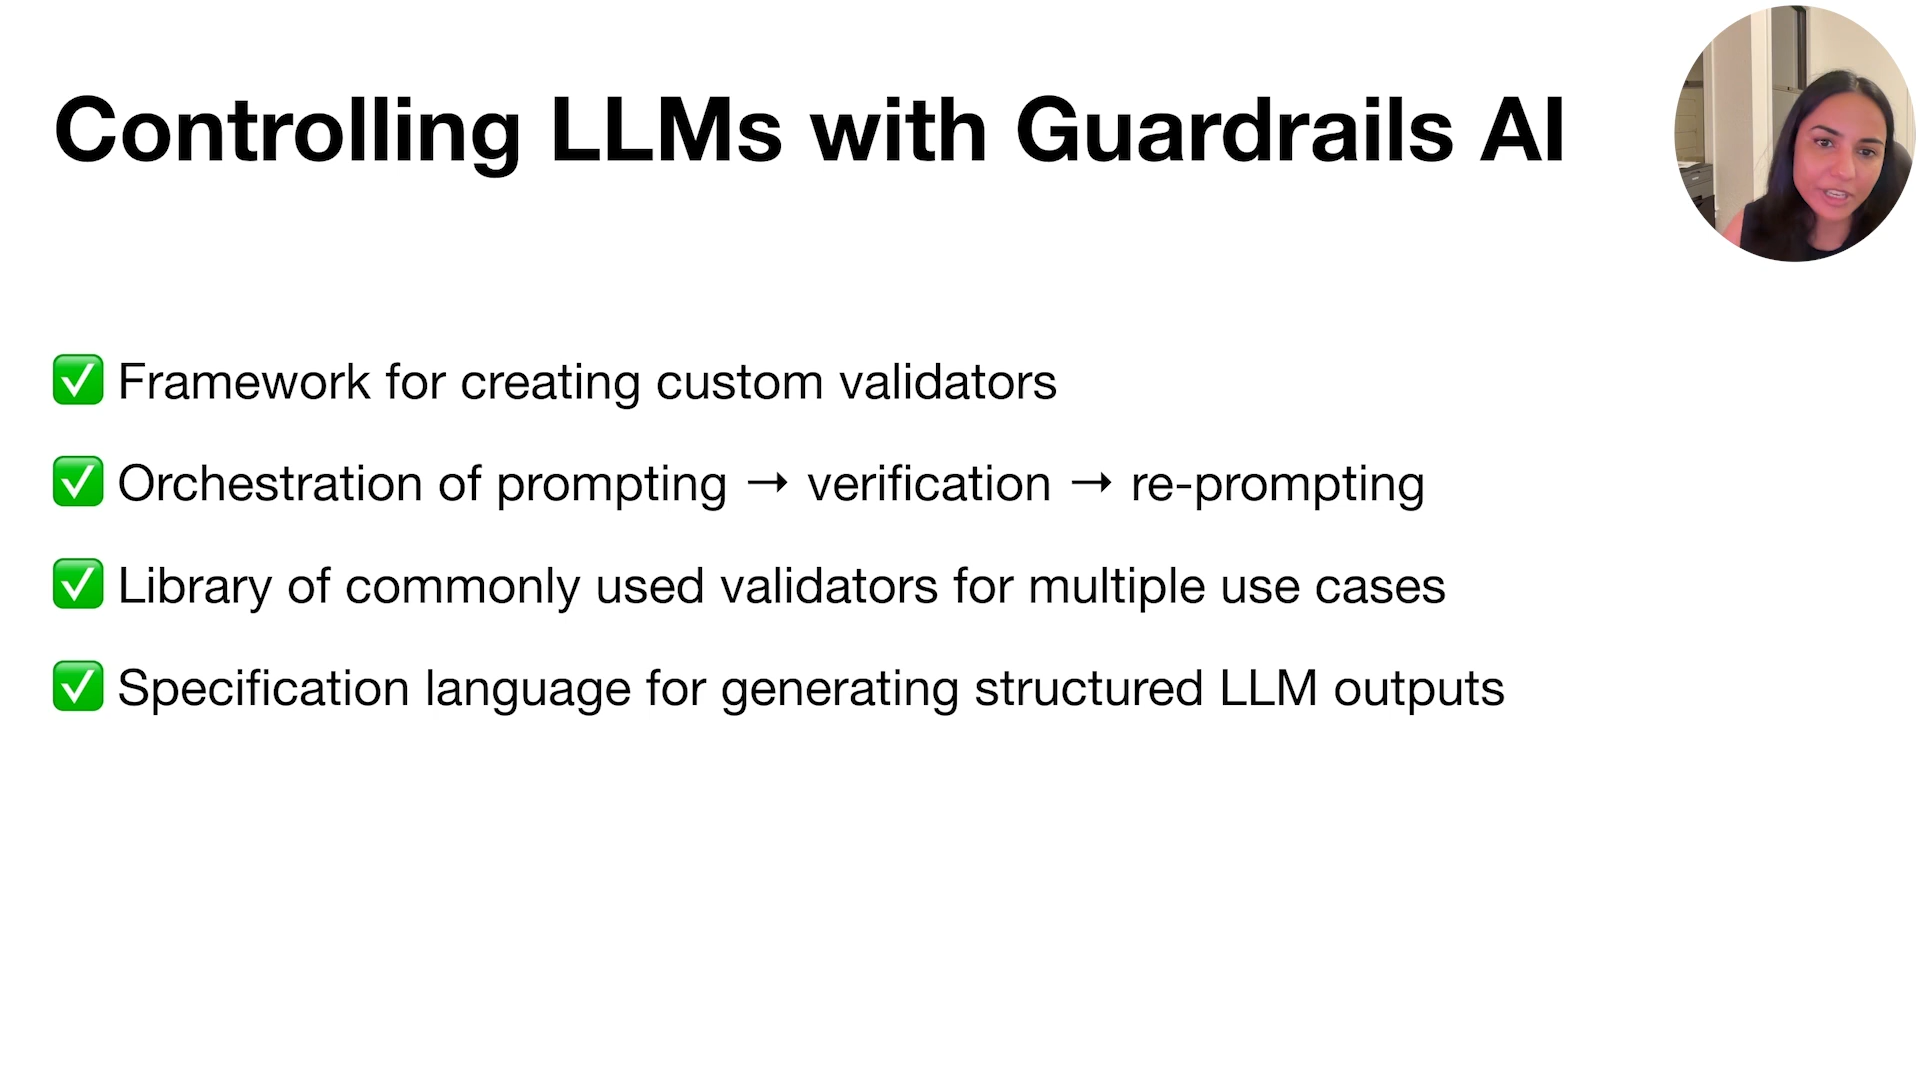 Controlling LLMs with Guardrails AI
✅ Framework for creating custom validators
✅ Orchestration of prompting → verification → re-prompting
✅ Library of commonly used validators for multiple use cases
✅ Specification language for generating structured LLM outputs